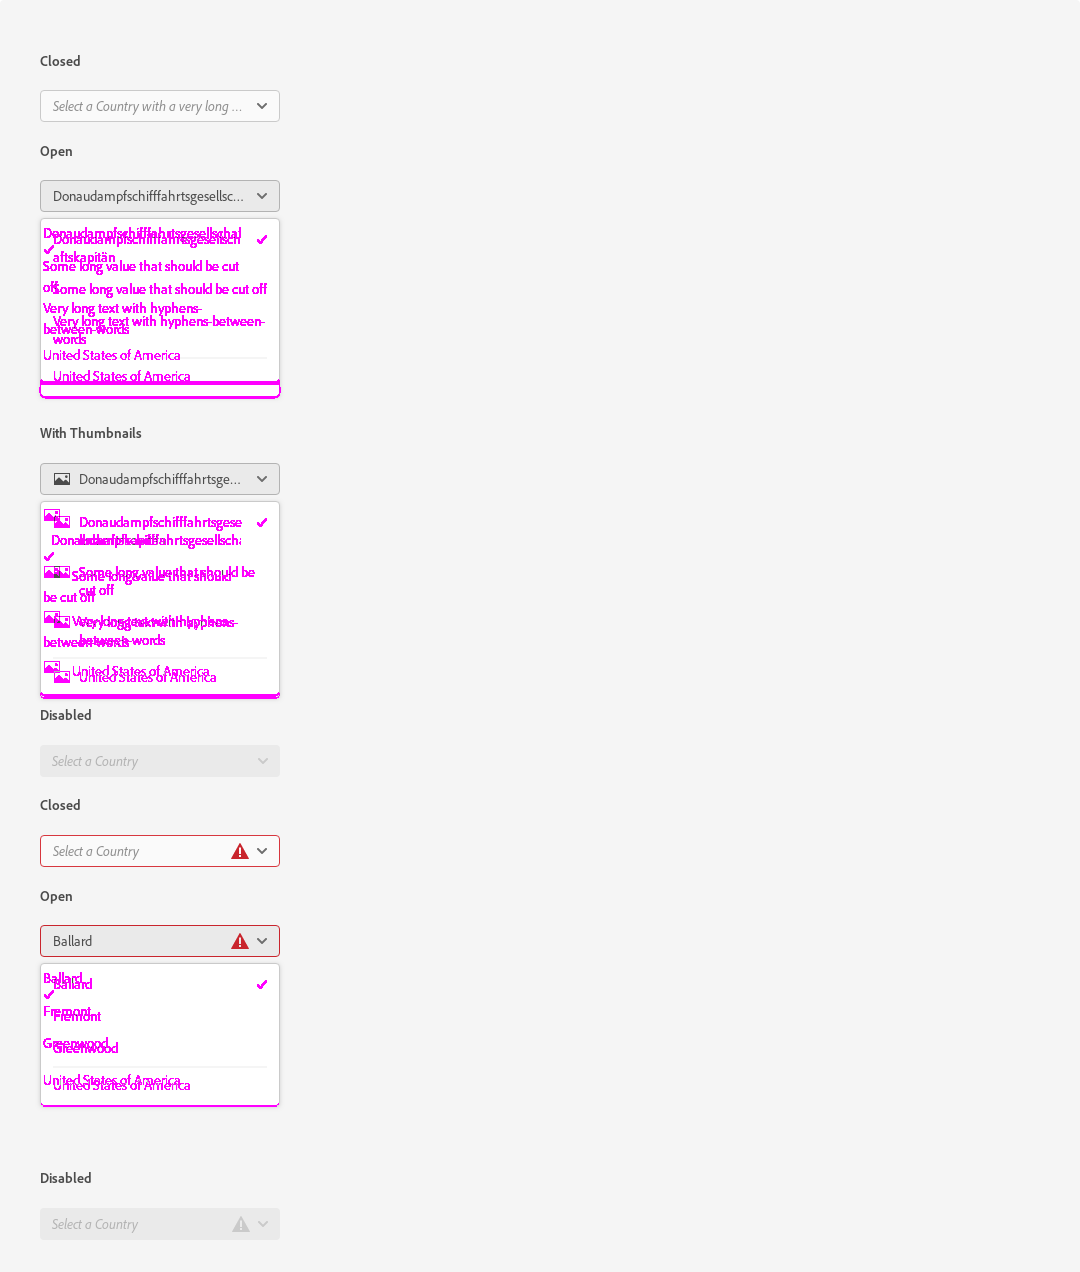 Closed
Select a Country with a very long ...
Open
Donaudampfschifffahrtsgesellsc...
Donaudampfschifffahrtsgesellschaf
Donaudampfschifffahrtsgesellsch
aftskapitän
Some long value that should be cut
off
Some long value that should be cut off
Very long text with hyphens-
Very long text with hyphens-between-
between-words
words
United States of America
United States of America
With Thumbnails
Donaudampfschifffahrtsge...
Donaudampfschifffahrtsgese
Donaudampfschifffahrtsgesellscha
Some long value that should be
Some long value that should
cut off
be cut off
Very long text with hyphens-
Very long text with hyphens-
between-words
between-words
United States of America
United States of America
Disabled
Select a Country
Closed
Select a Country
Open
Ballard
Ballard
Ballard
Fremont
Fremont
Greenwood
Greenwood
United States of America
United States of America
Disabled
Select a Country